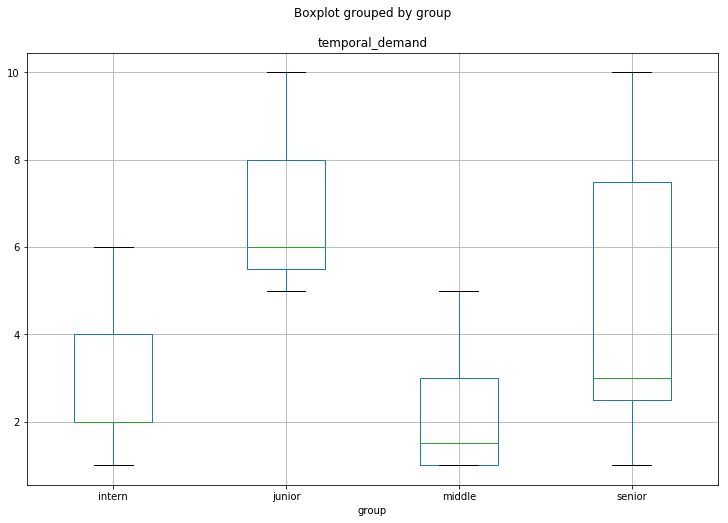 Boxplot grouped by group
temporal_demand
10
8
6
4
2
intern junior middle senior
group